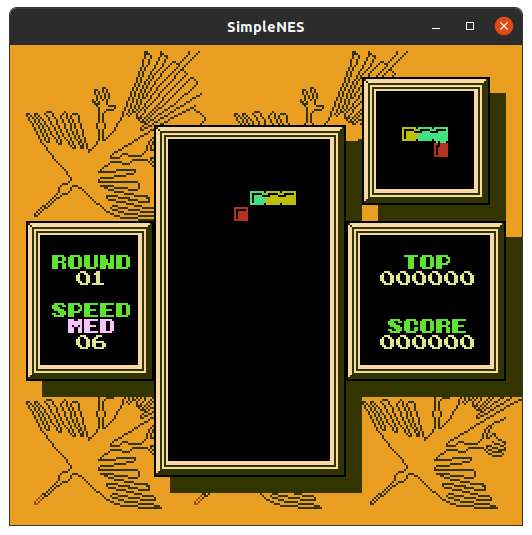 SimpleNES
ROUND
01
SPEED
MED
06
TOP
000000
SCORE
000000